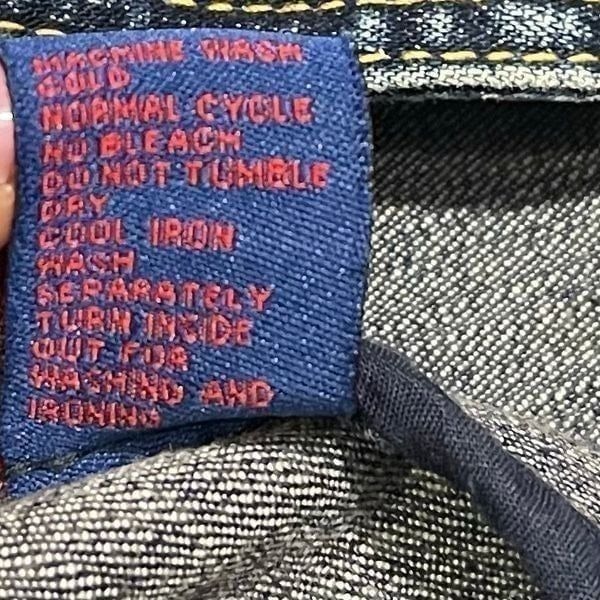 MACHINE WASH
COLD
NORMAL CYCLE
NO BLEACH
DO NOT TUMBLE
DRY
COOL IRON
WASH
SEPARATELY
TURN INSIDE
OUT FOR
WASHING AND
IRONING